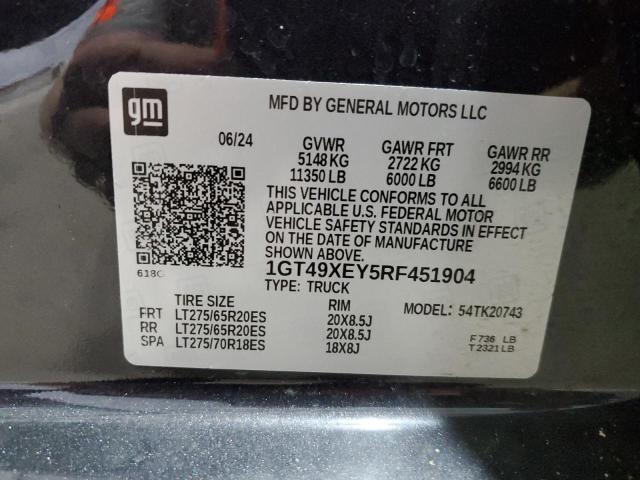 gm
MFD BY GENERAL MOTORS LLC
06/24 GVWR GAWR FRT GAWR RR
5148 KG 2722 KG 2994 KG
11350 LB 6000 LB 6600 LB
THIS VEHICLE CONFORMS TO ALL
APPLICABLE U.S. FEDERAL MOTOR
VEHICLE SAFETY STANDARDS IN EFFECT
ON THE DATE OF MANUFACTURE
SHOWN ABOVE.
618G
1GT49XEY5RF451904
TYPE: TRUCK
TIRE SIZE RIM MODEL: 54TK20743
FRT LT275/65R20ES 20X8.5J
RR LT275/65R20ES 20X8.5J
SPA LT275/70R18ES 18X8J
F736 LB
T2321LB